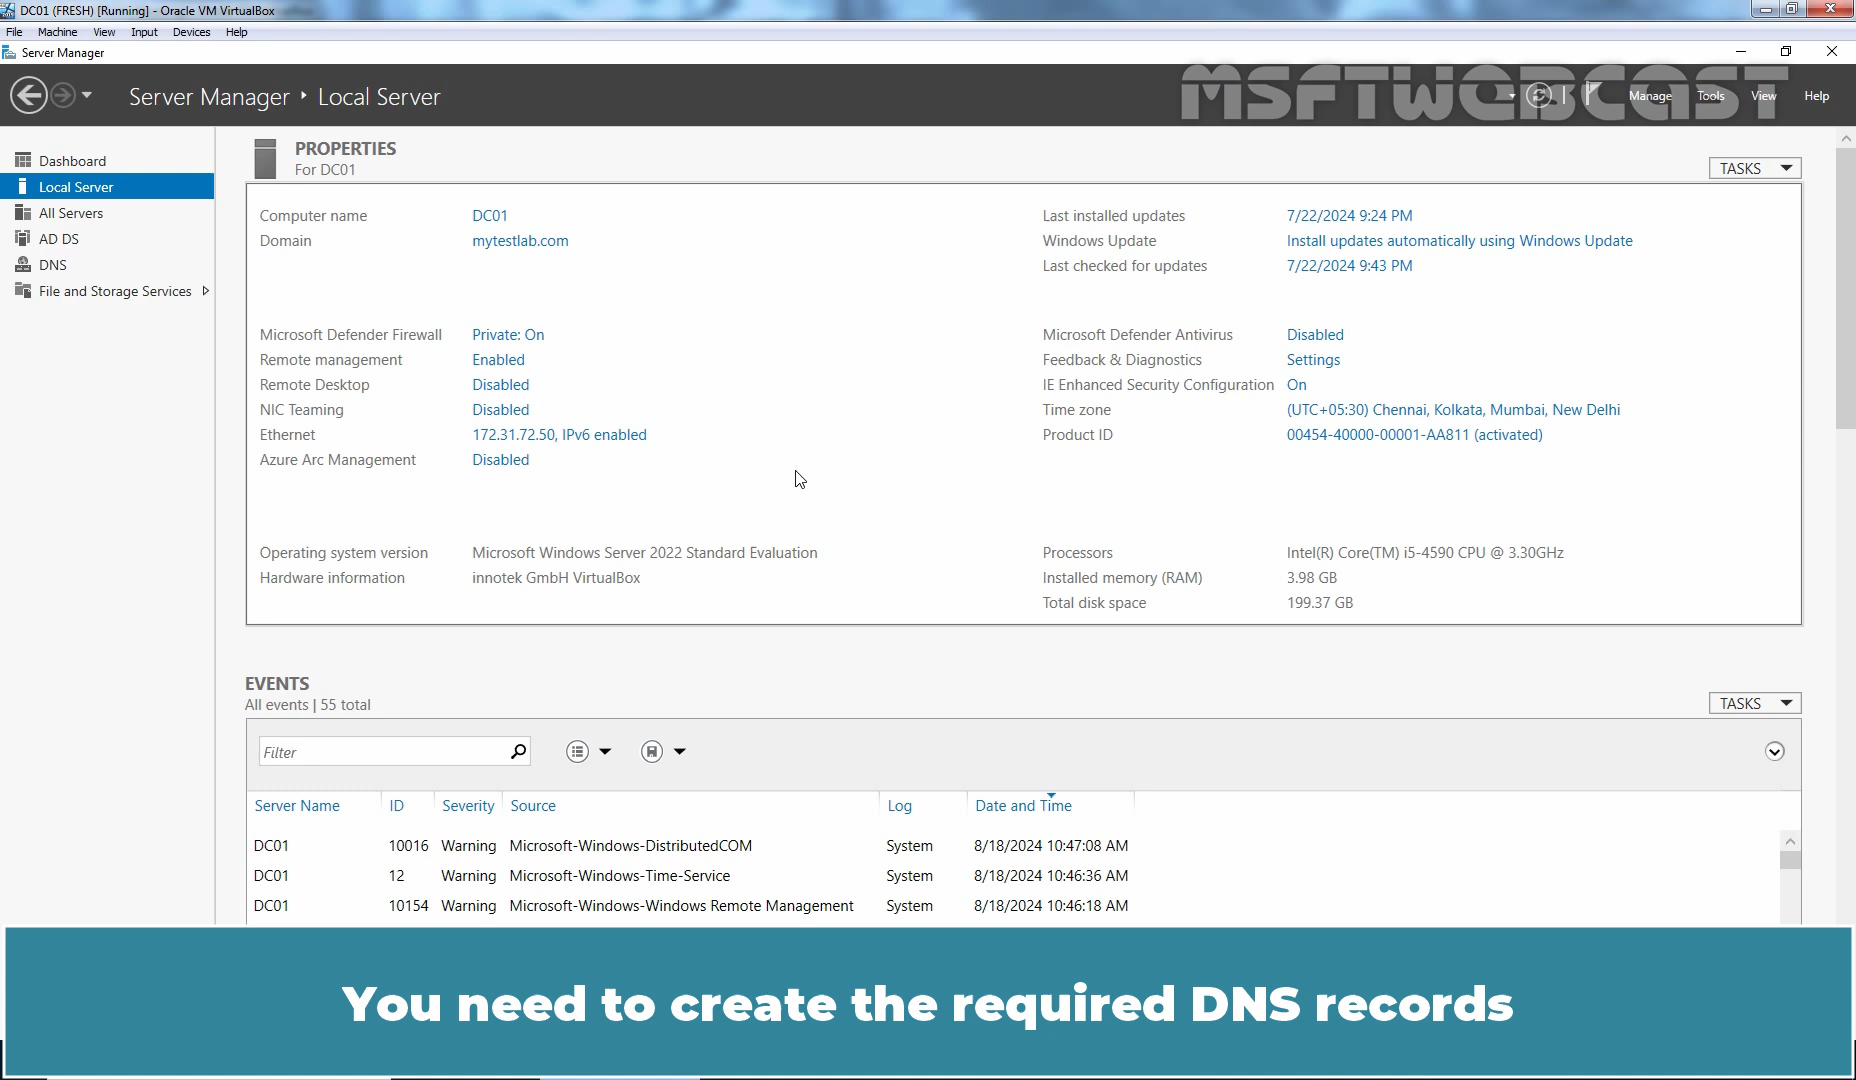 DC01 (FRESH) [Running] - Oracle VM VirtualBox
File Machine View Input Devices Help
Server Manager
Server Manager Local Server
MSFTWEBCAST
Manage Tools View Help
Dashboard
Local Server
All Servers
AD DS
DNS
File and Storage Services
PROPERTIES
For DC01
TASKS
Computer name DC01
Domain mytestlab.com
Last installed updates 7/22/2024 9:24 PM
Windows Update Install updates automatically using Windows Update
Last checked for updates 7/22/2024 9:43 PM
Microsoft Defender Firewall Private: On
Remote management Enabled
Remote Desktop Disabled
NIC Teaming Disabled
Ethernet 172.31.72.50, IPv6 enabled
Azure Arc Management Disabled
Microsoft Defender Antivirus Disabled
Feedback & Diagnostics Settings
IE Enhanced Security Configuration On
Time zone (UTC+05:30) Chennai, Kolkata, Mumbai, New Delhi
Product ID 00454-40000-00001-AA811 (activated)
Operating system version Microsoft Windows Server 2022 Standard Evaluation
Hardware information innotek GmbH VirtualBox
Processors Intel(R) Core(TM) i5-4590 CPU @ 3.30GHz
Installed memory (RAM) 3.98 GB
Total disk space 199.37 GB
EVENTS
All events | 55 total
TASKS
Filter
Server Name ID Severity Source Log Date and Time
DC01 10016 Warning Microsoft-Windows-DistributedCOM System 8/18/2024 10:47:08 AM
DC01 12 Warning Microsoft-Windows-Time-Service System 8/18/2024 10:46:36 AM
DC01 10154 Warning Microsoft-Windows-Windows Remote Management System 8/18/2024 10:46:18 AM
You need to create the required DNS records